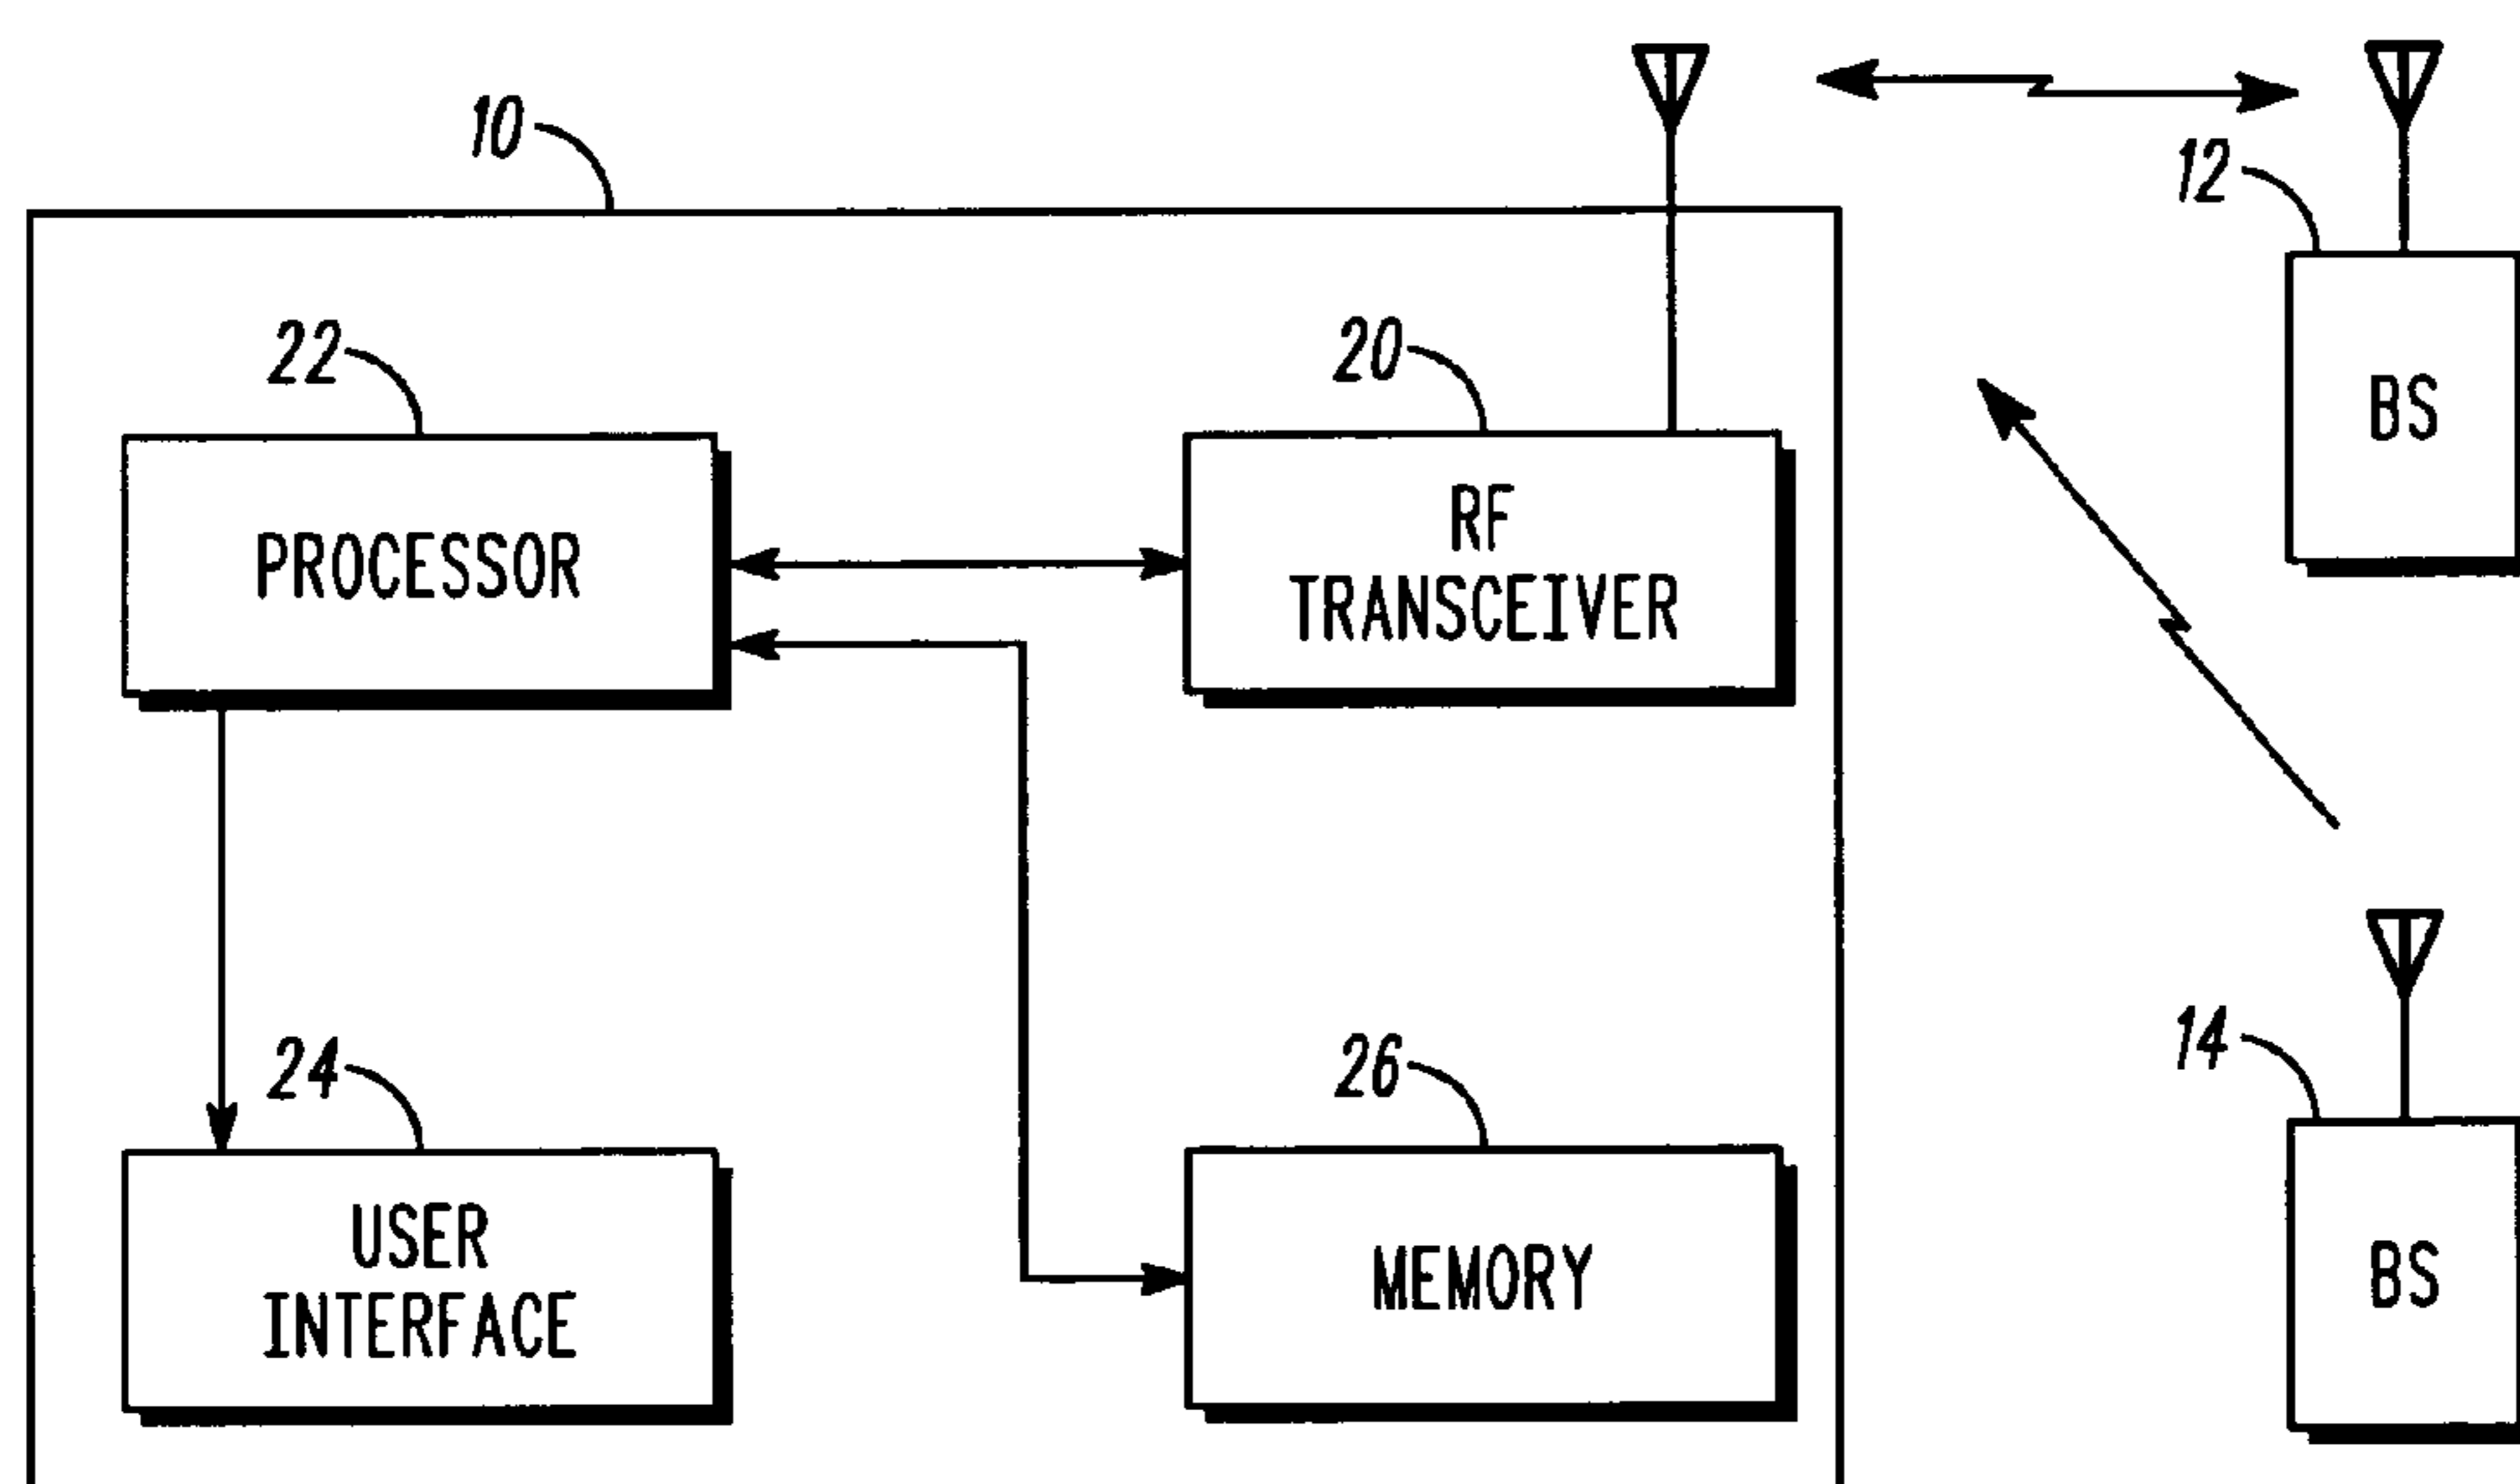 10
12
22
20
BS
PROCESSOR
RF
TRANSCEIVER
24
26
14
USER
INTERFACE
MEMORY
BS